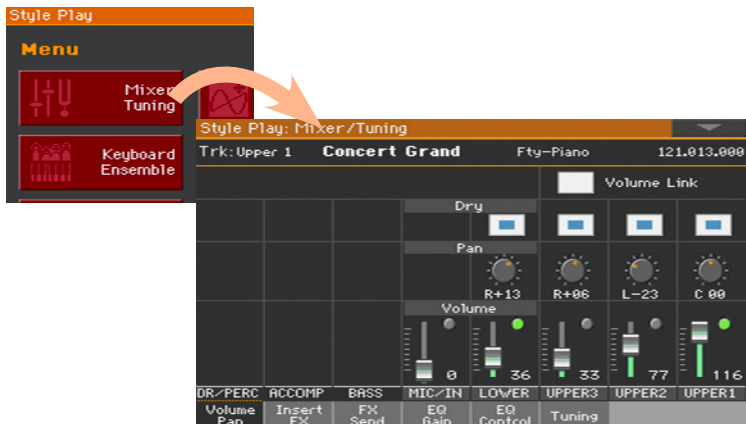 Style Play
Menu
Mixer
Tuning
Keyboard
Ensemble
Style Play: Mixer/Tuning
Trk:Upper 1 Concert Grand Fty-Piano 121.013.000
Volume Link
Dry
Pan
R+13 R+06 L-23 C 00
Volume
0 36 33 77 116
DR/PERC ACCOMP BASS MIC/IN LOWER UPPER3 UPPER2 UPPER1
Volume Insert FX EQ EQ Tuning
Pan FX Send Gain Control